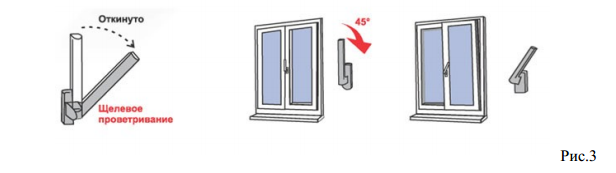 Откинуто
Щелевое
проветривание
45°
Рис.3